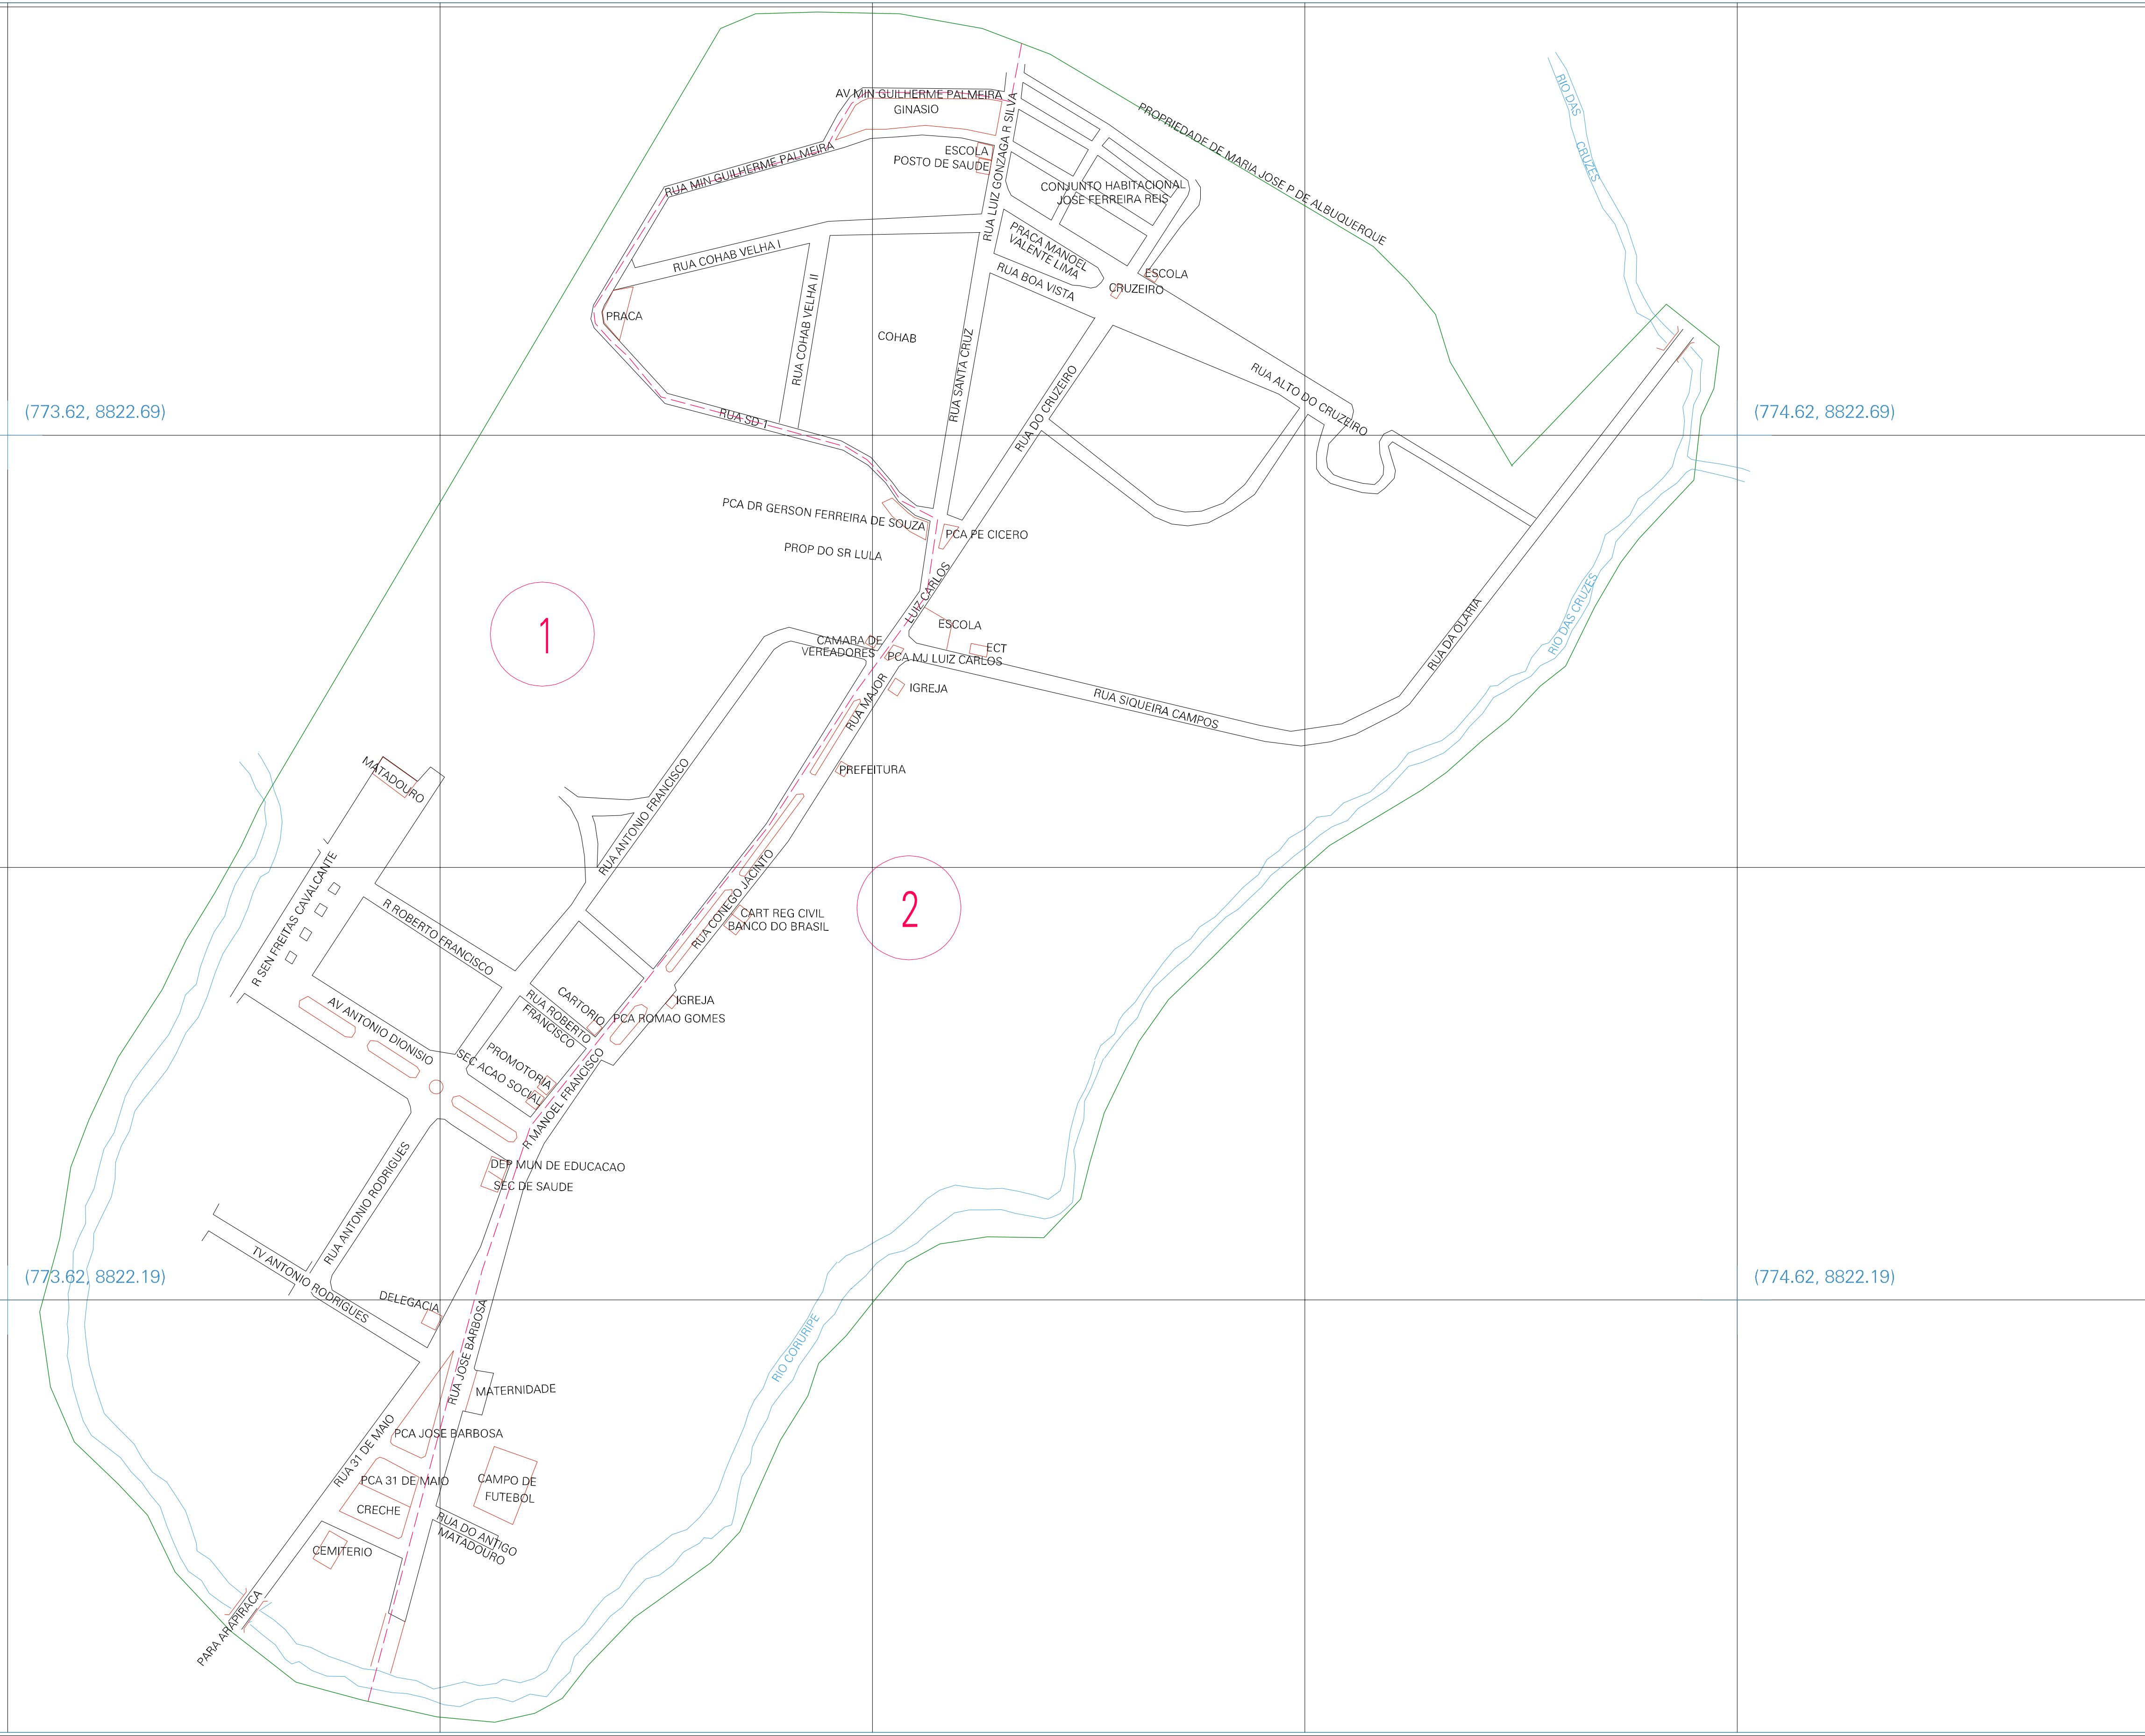 AV MIN GUILHERME PALMEIRA
GINASIO
RIO DAS
CRUZES
PROPRIEDADE DE MARIA JOSE P DE ALBUQUERQUE
RUA LUIZ GONZAGA R SILVA
RUA MIN GUILHERME PALMEIRA
ESCOLA
POSTO DE SAUDE
CONJUNTO HABITACIONAL
JOSE FERREIRA REIS
PRACA MANOEL
VALENTE LIMA
RUA COHAB VELHA I
RUA BOA VISTA
ESCOLA
CRUZEIRO
PRACA
RUA COHAB VELHA II
COHAB
RUA SANTA CRUZ
RUA DO CRUZEIRO
RUA ALTO DO CRUZEIRO
(773.62, 8822.69)
(774.62, 8822.69)
RUA SD 1
PCA DR GERSON FERREIRA DE SOUZA
PCA PE CICERO
PROP DO SR LULA
LUIZ CARLOS
RIO DAS CRUZES
1
ESCOLA
CAMARA DE
VEREADORES
ECT
PCA MJ LUIZ CARLOS
RUA DA OLARIA
IGREJA
RUA MAJOR
RUA SIQUEIRA CAMPOS
PREFEITURA
MATADOURO
RUA ANTONIO FRANCISCO
R SEN FREITAS CAVALCANTE
RUA CONEGO JACINTO
2
CART REG CIVIL
BANCO DO BRASIL
R ROBERTO FRANCISCO
IGREJA
CARTORIO
PCA ROMAO GOMES
RUA ROBERTO
FRANCISCO
AV ANTONIO DIONISIO
PROMOTORIA
SEC ACAO SOCIAL
R MANOEL FRANCISCO
DEP MUN DE EDUCACAO
SEC DE SAUDE
RUA ANTONIO RODRIGUES
TV ANTONIO RODRIGUES
(773.62, 8822.19)
(774.62, 8822.19)
DELEGACIA
RUA JOSE BARBOSA
RIO CORURIPE
MATERNIDADE
PCA JOSE BARBOSA
RUA 31 DE MAIO
PCA 31 DE MAIO
CAMPO DE
FUTEBOL
CRECHE
RUA DO ANTIGO
MATADOURO
CEMITERIO
PARA ARAPIRACA